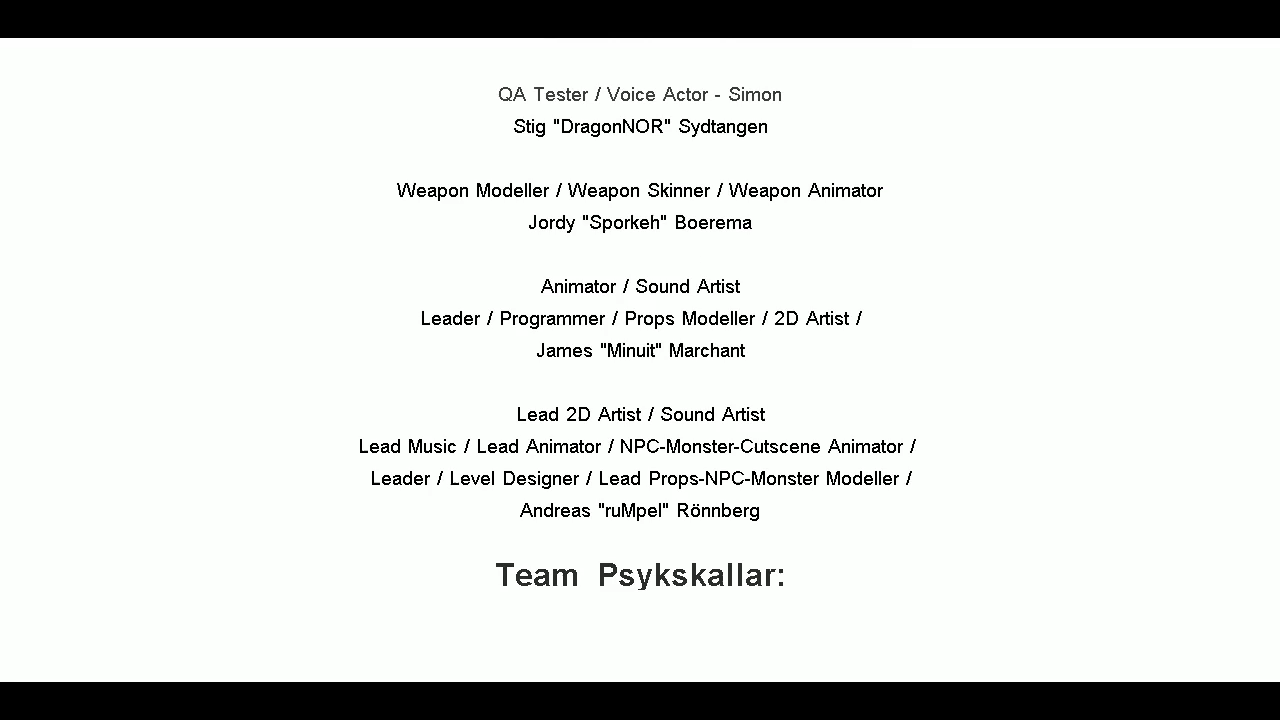 QA Tester / Voice Actor - Simon
Stig "DragonNOR" Sydtangen
Weapon Modeller / Weapon Skinner / Weapon Animator
Jordy "Sporkeh" Boerema
Animator / Sound Artist
Leader / Programmer / Props Modeller / 2D Artist /
James "Minuit" Marchant
Lead 2D Artist / Sound Artist
Lead Music / Lead Animator / NPC-Monster-Cutscene Animator /
Leader / Level Designer / Lead Props-NPC-Monster Modeller /
Andreas "ruMpel" Rönnberg
Team Psykskallar: